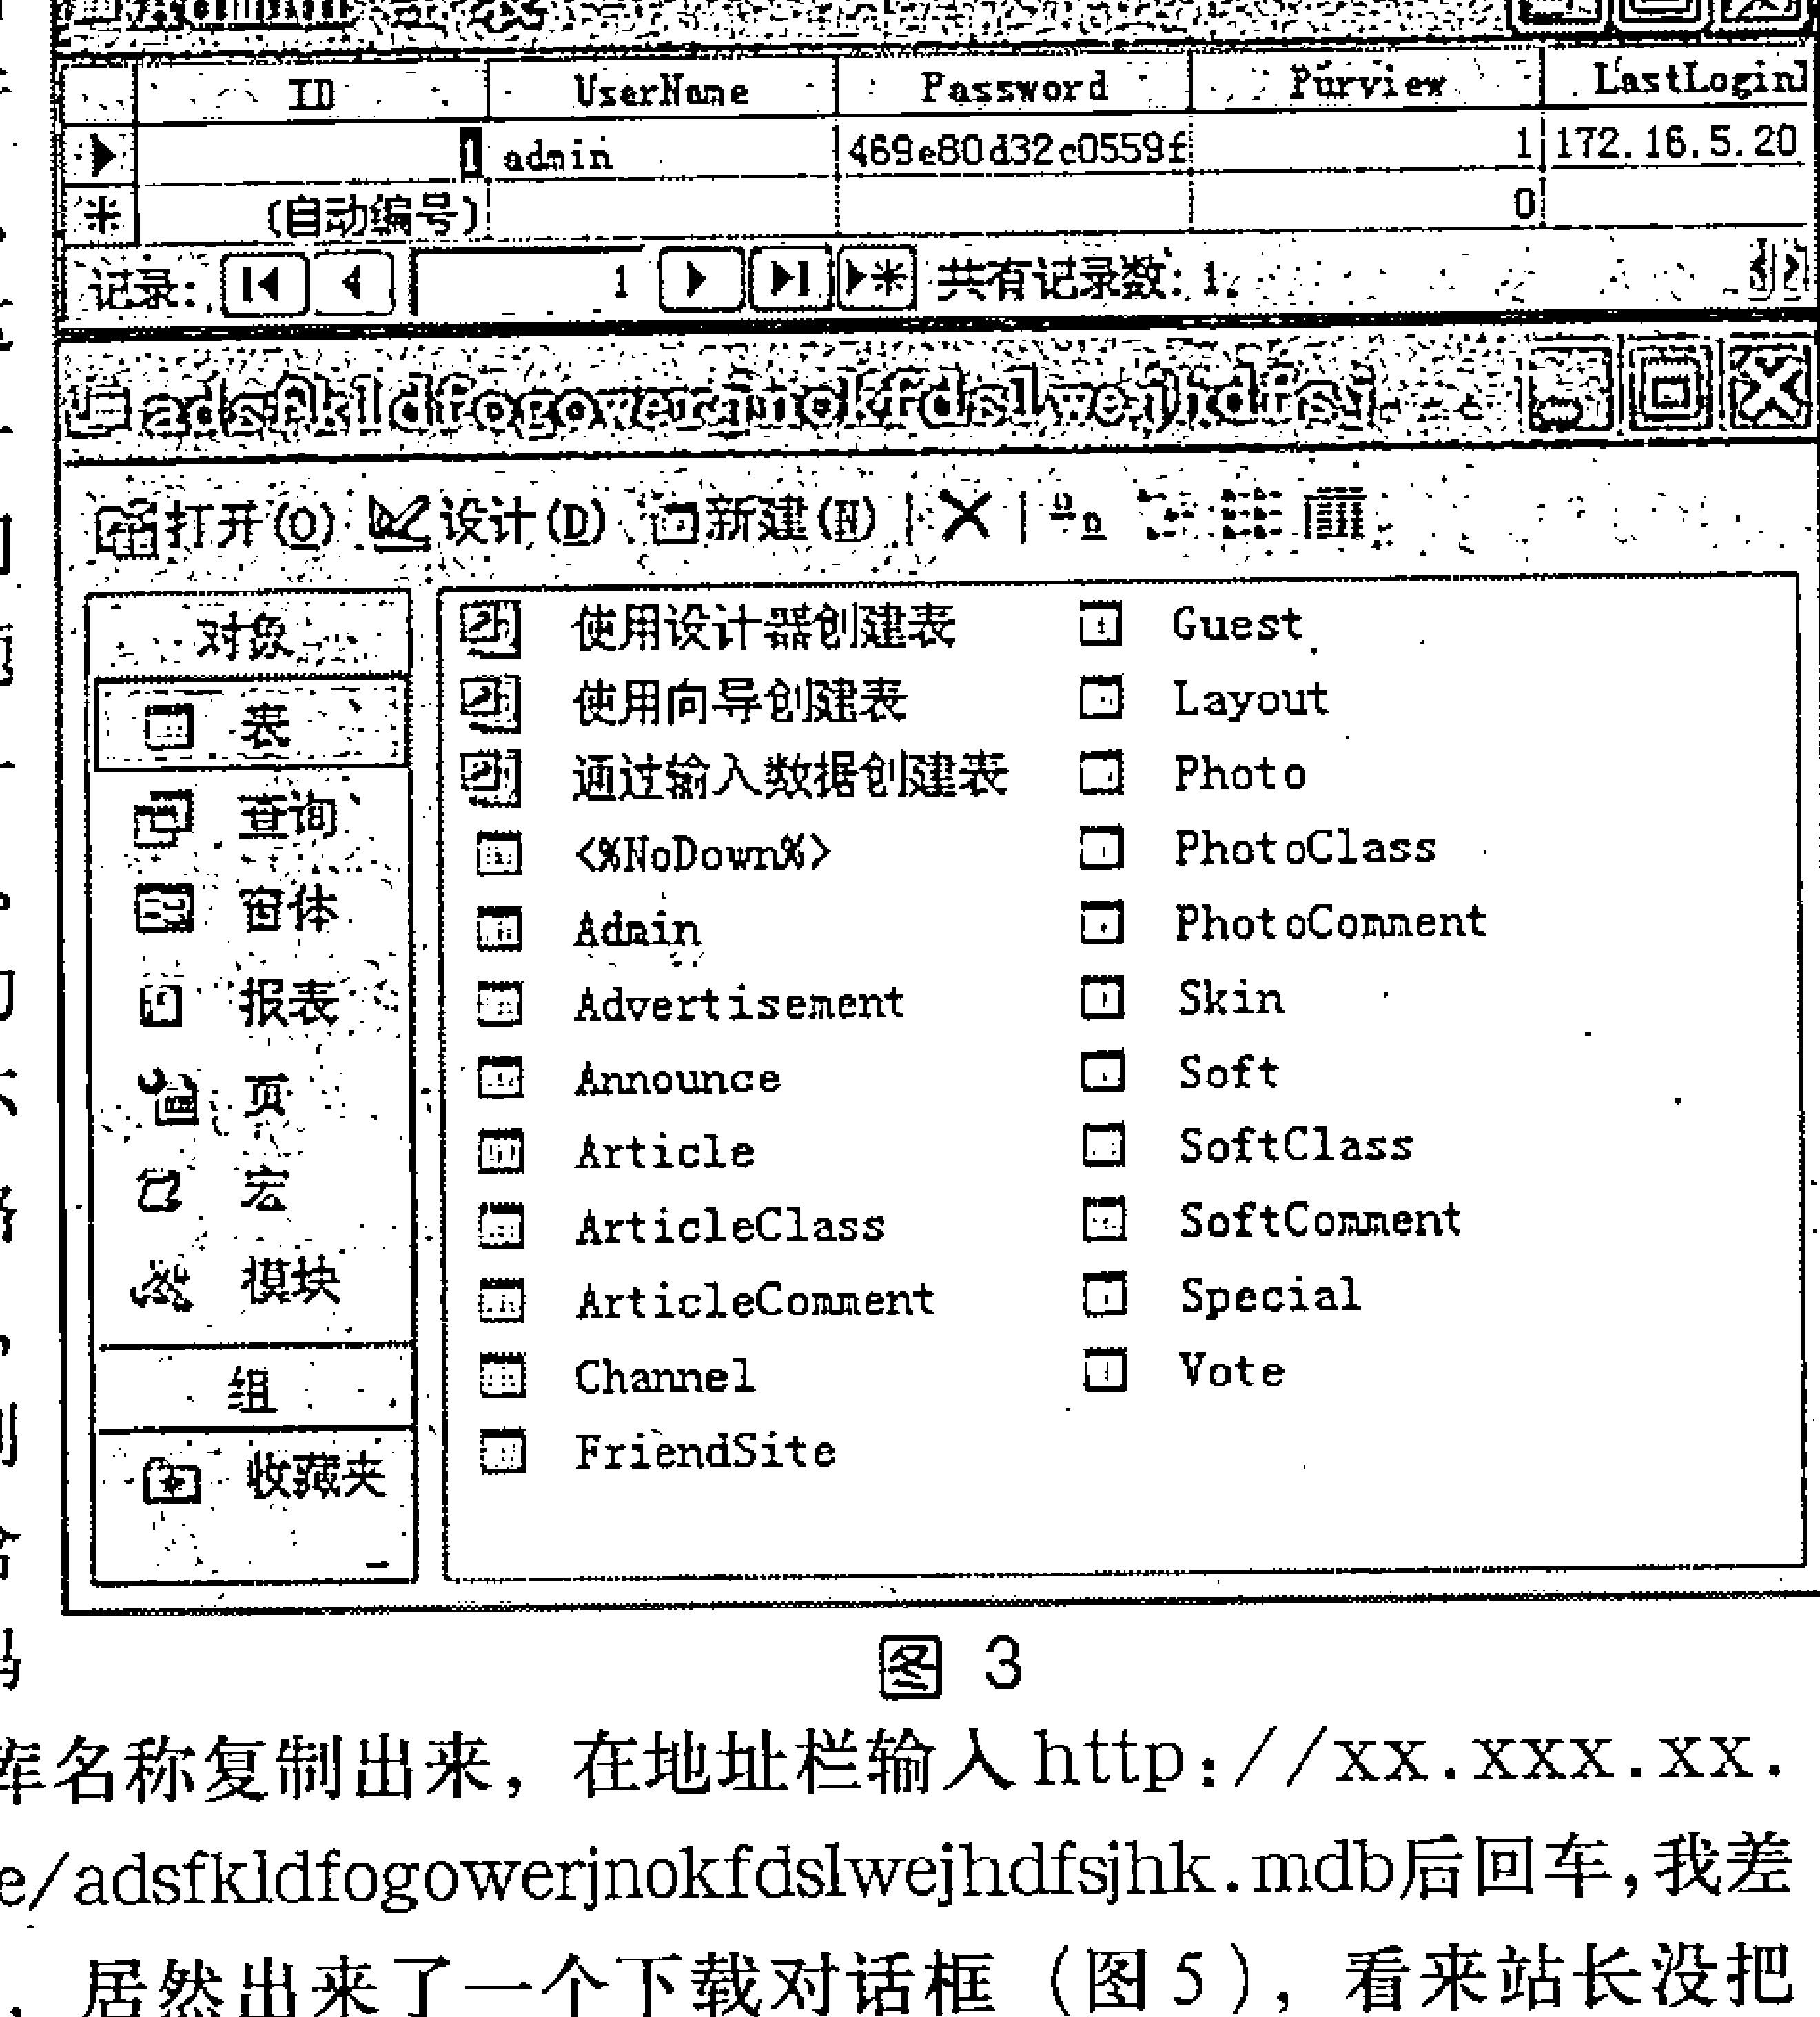 ID UserName Password Purview LastLoginI
1 admin 469e80d32c0559f 1 172.16.5.20
(自动编号) 0
记录: 1 共有记录数: 1
adsfkldfogowerjnokfdslwejhdfsj
打开(O) 设计(D) 新建(N)
对象
表
查询
窗体
报表
页
宏
模块
组
收藏夹
使用设计器创建表
使用向导创建表
通过输入数据创建表
<%NoDown%>
Admin
Advertisement
Announce
Article
ArticleClass
ArticleComment
Channel
FriendSite
Guest
Layout
Photo
PhotoClass
PhotoComment
Skin
Soft
SoftClass
SoftComment
Special
Vote
图 3
库名称复制出来，在地址栏输入http://xx.xxx.xx.
e/adsfkldfogowerjnokfdslwejhdfsjhk.mdb后回车,我差
. 居然出来了一个下载对话框（图5），看来站长没把